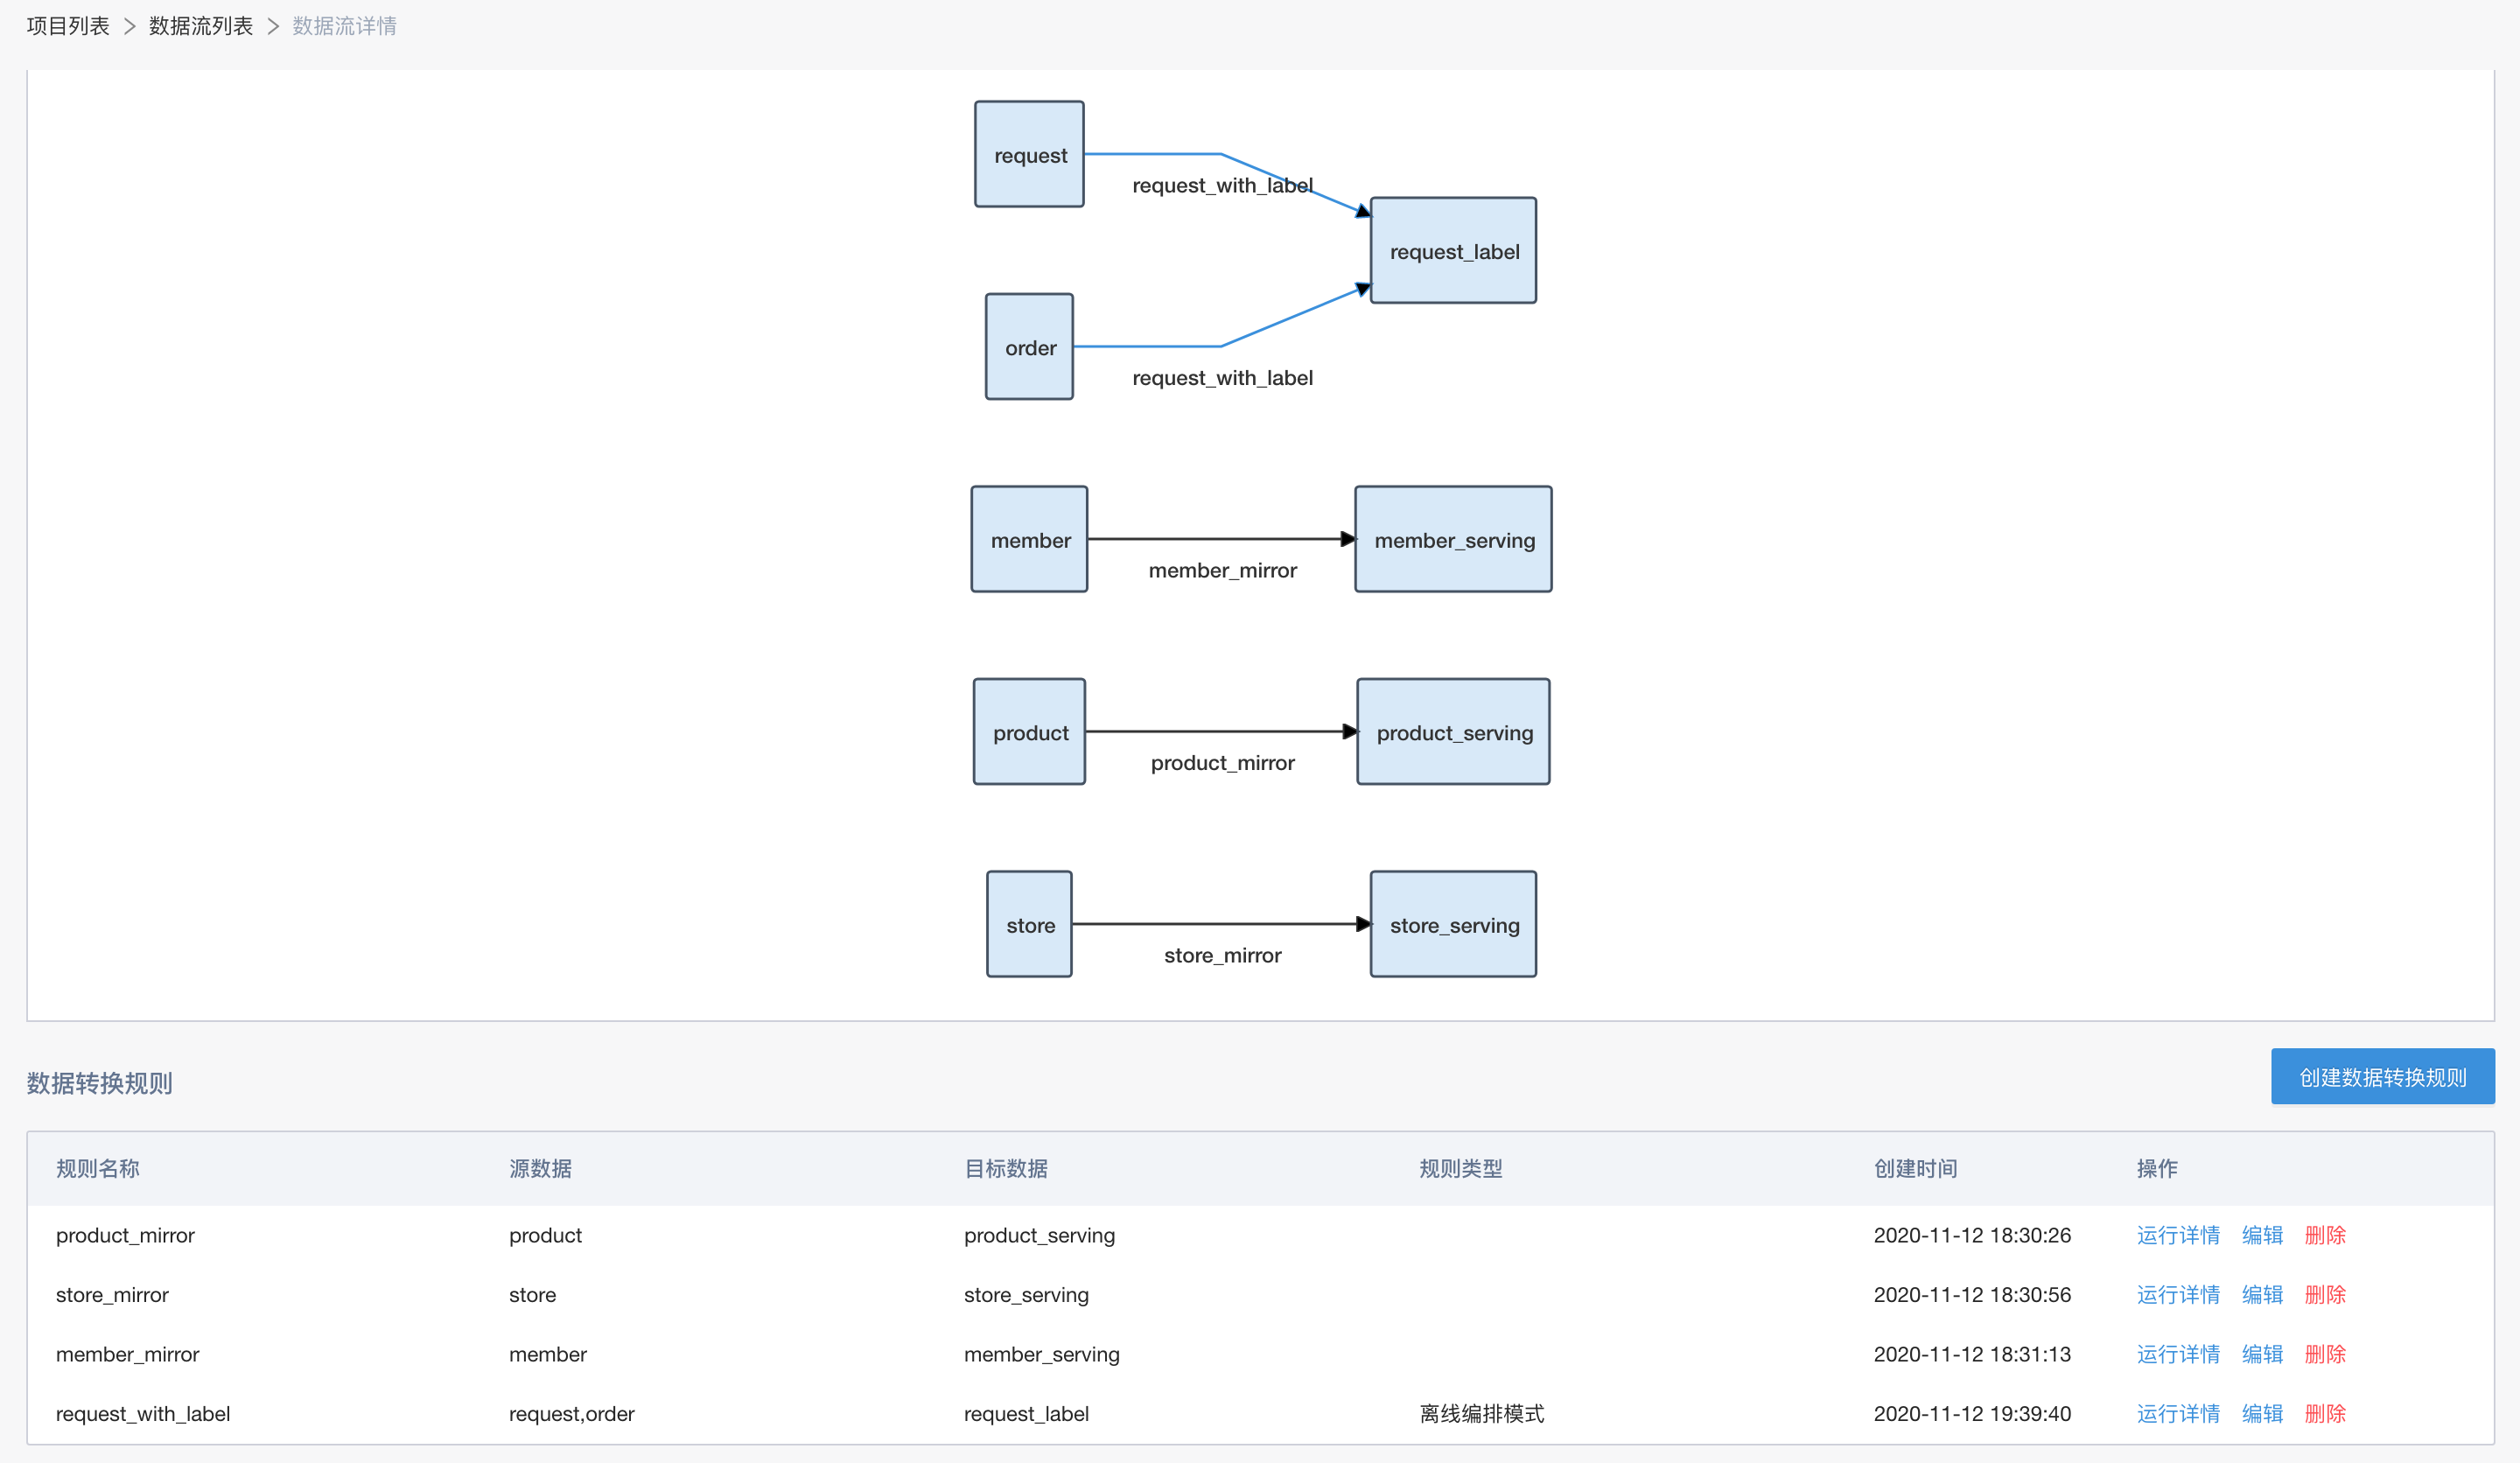 项目列表 > 数据流列表 > 数据流详情
request
request_with_label
request_label
order
request_with_label
member
member_serving
member_mirror
product
product_serving
product_mirror
store
store_serving
store_mirror
数据转换规则
创建数据转换规则
规则名称 源数据 目标数据 规则类型 创建时间 操作
product_mirror product product_serving 2020-11-12 18:30:26 运行详情 编辑 删除
store_mirror store store_serving 2020-11-12 18:30:56 运行详情 编辑 删除
member_mirror member member_serving 2020-11-12 18:31:13 运行详情 编辑 删除
request_with_label request,order request_label 离线编排模式 2020-11-12 19:39:40 运行详情 编辑 删除